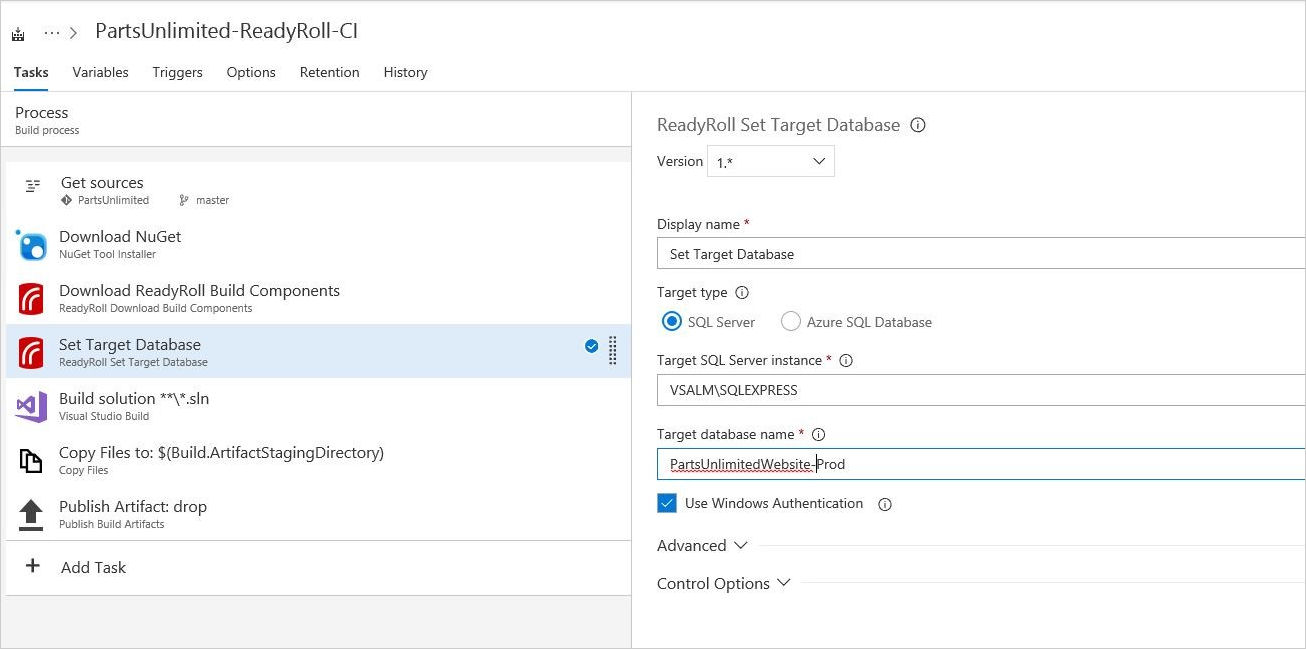 ··· > PartsUnlimited-ReadyRoll-CI
Tasks Variables Triggers Options Retention History
Process
Build process
Get sources
PartsUnlimited master
Download NuGet
NuGet Tool Installer
Download ReadyRoll Build Components
ReadyRoll Download Build Components
Set Target Database
ReadyRoll Set Target Database
Build solution **\*.sln
Visual Studio Build
Copy Files to: $(Build.ArtifactStagingDirectory)
Copy Files
Publish Artifact: drop
Publish Build Artifacts
+ Add Task
ReadyRoll Set Target Database
Version 1.*
Display name *
Set Target Database
Target type
SQL Server Azure SQL Database
Target SQL Server instance *
VSALM\SQLEXPRESS
Target database name *
PartsUnlimitedWebsite-Prod
Use Windows Authentication
Advanced
Control Options